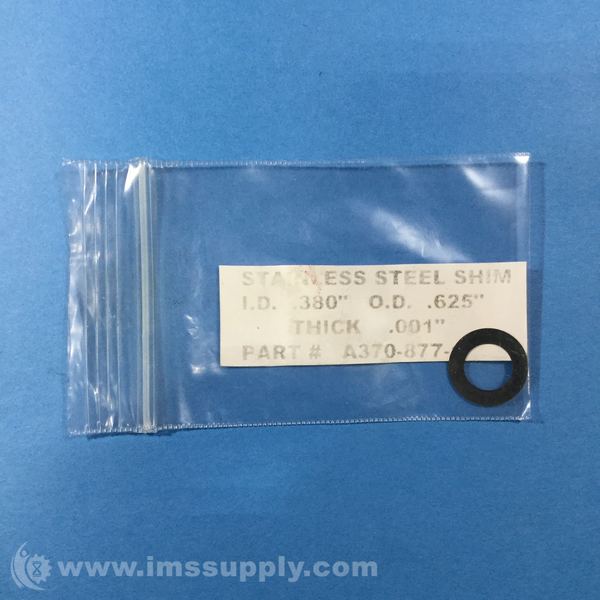 STAINLESS STEEL SHIM
I.D. .380" O.D. .625"
THICK .001"
PART # A370-877-
www.imssupply.com